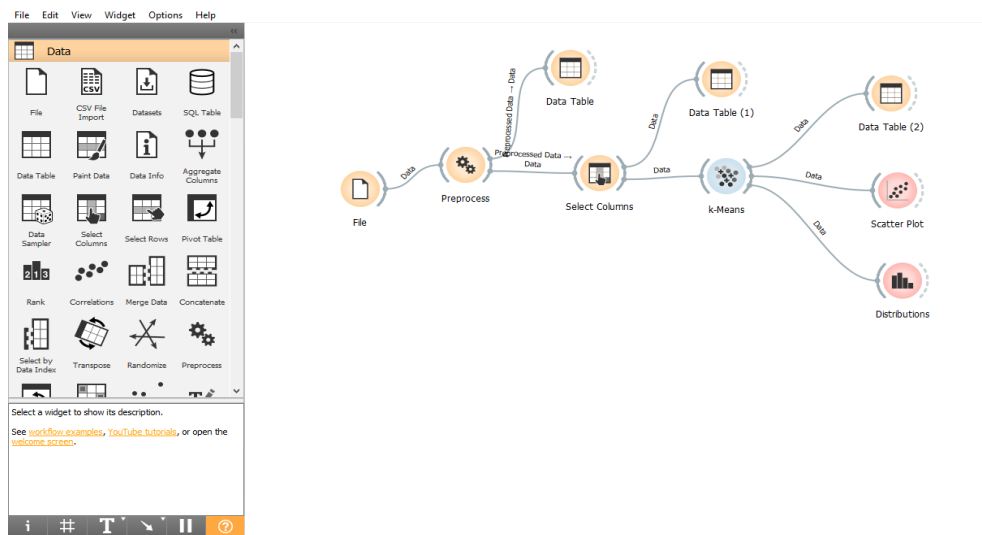 File Edit View Widget Options Help
«
Data
File
CSV
CSV File
Import
Datasets
SQL Table
Data Table
Paint Data
Data Info
Aggregate
Columns
Data
Sampler
Select
Columns
Select Rows
Pivot Table
2 1 3
Rank
Correlations
Merge Data
Concatenate
Select by
Data Index
Transpose
Randomize
Preprocess
Select a widget to show its description.
See workflow examples, YouTube tutorials, or open the
welcome screen.
i # T ?
File
Data
Preprocess
Preprocessed Data → Data
Data Table
Preprocessed Data →
Data
Select Columns
Data
Data Table (1)
Data
k-Means
Data
Data Table (2)
Data
Scatter Plot
Data
Distributions